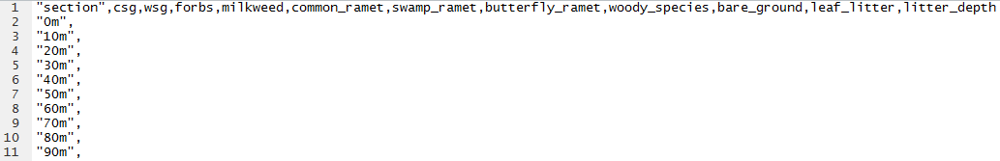 1 "section",csg,wsg,forbs,milkweed,common_ramet,swamp_ramet,butterfly_ramet,woody_species,bare_ground,leaf_litter,litter_depth
2 "0m",
3 "10m",
4 "20m",
5 "30m",
6 "40m",
7 "50m",
8 "60m",
9 "70m",
10 "80m",
11 "90m",